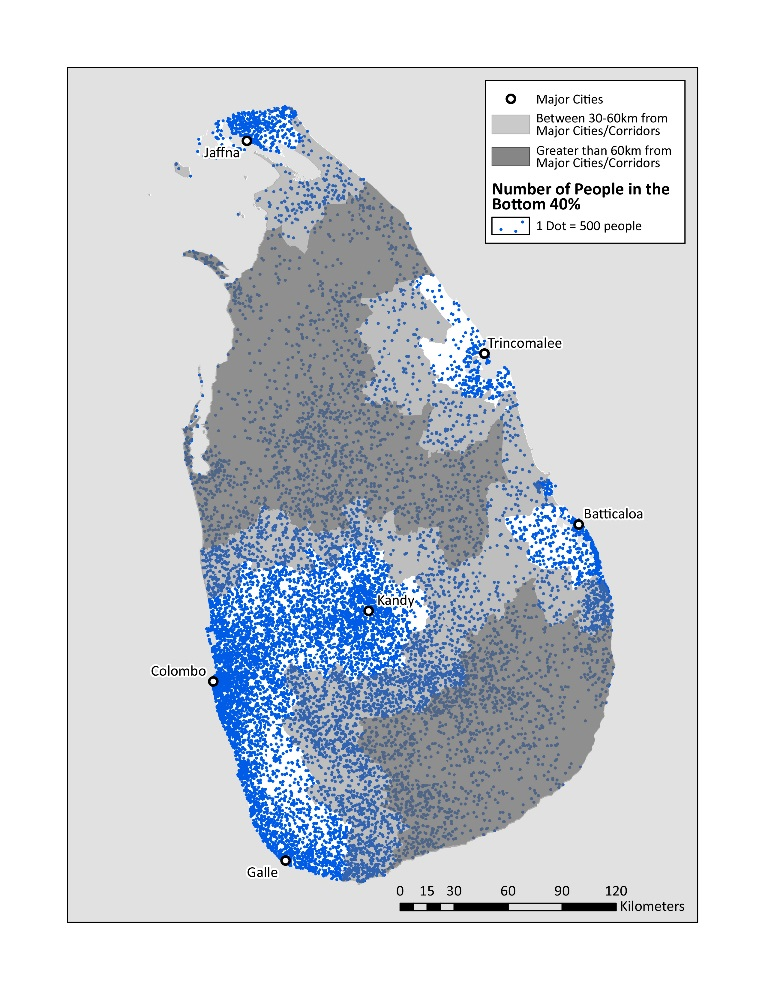 Major Cities
Between 30-60km from
Major Cities/Corridors
Greater than 60km from
Major Cities/Corridors
Number of People in the
Bottom 40%
1 Dot = 500 people
Jaffna
Trincomalee
Batticaloa
Kandy
Colombo
Galle
0 15 30 60 90 120
Kilometers